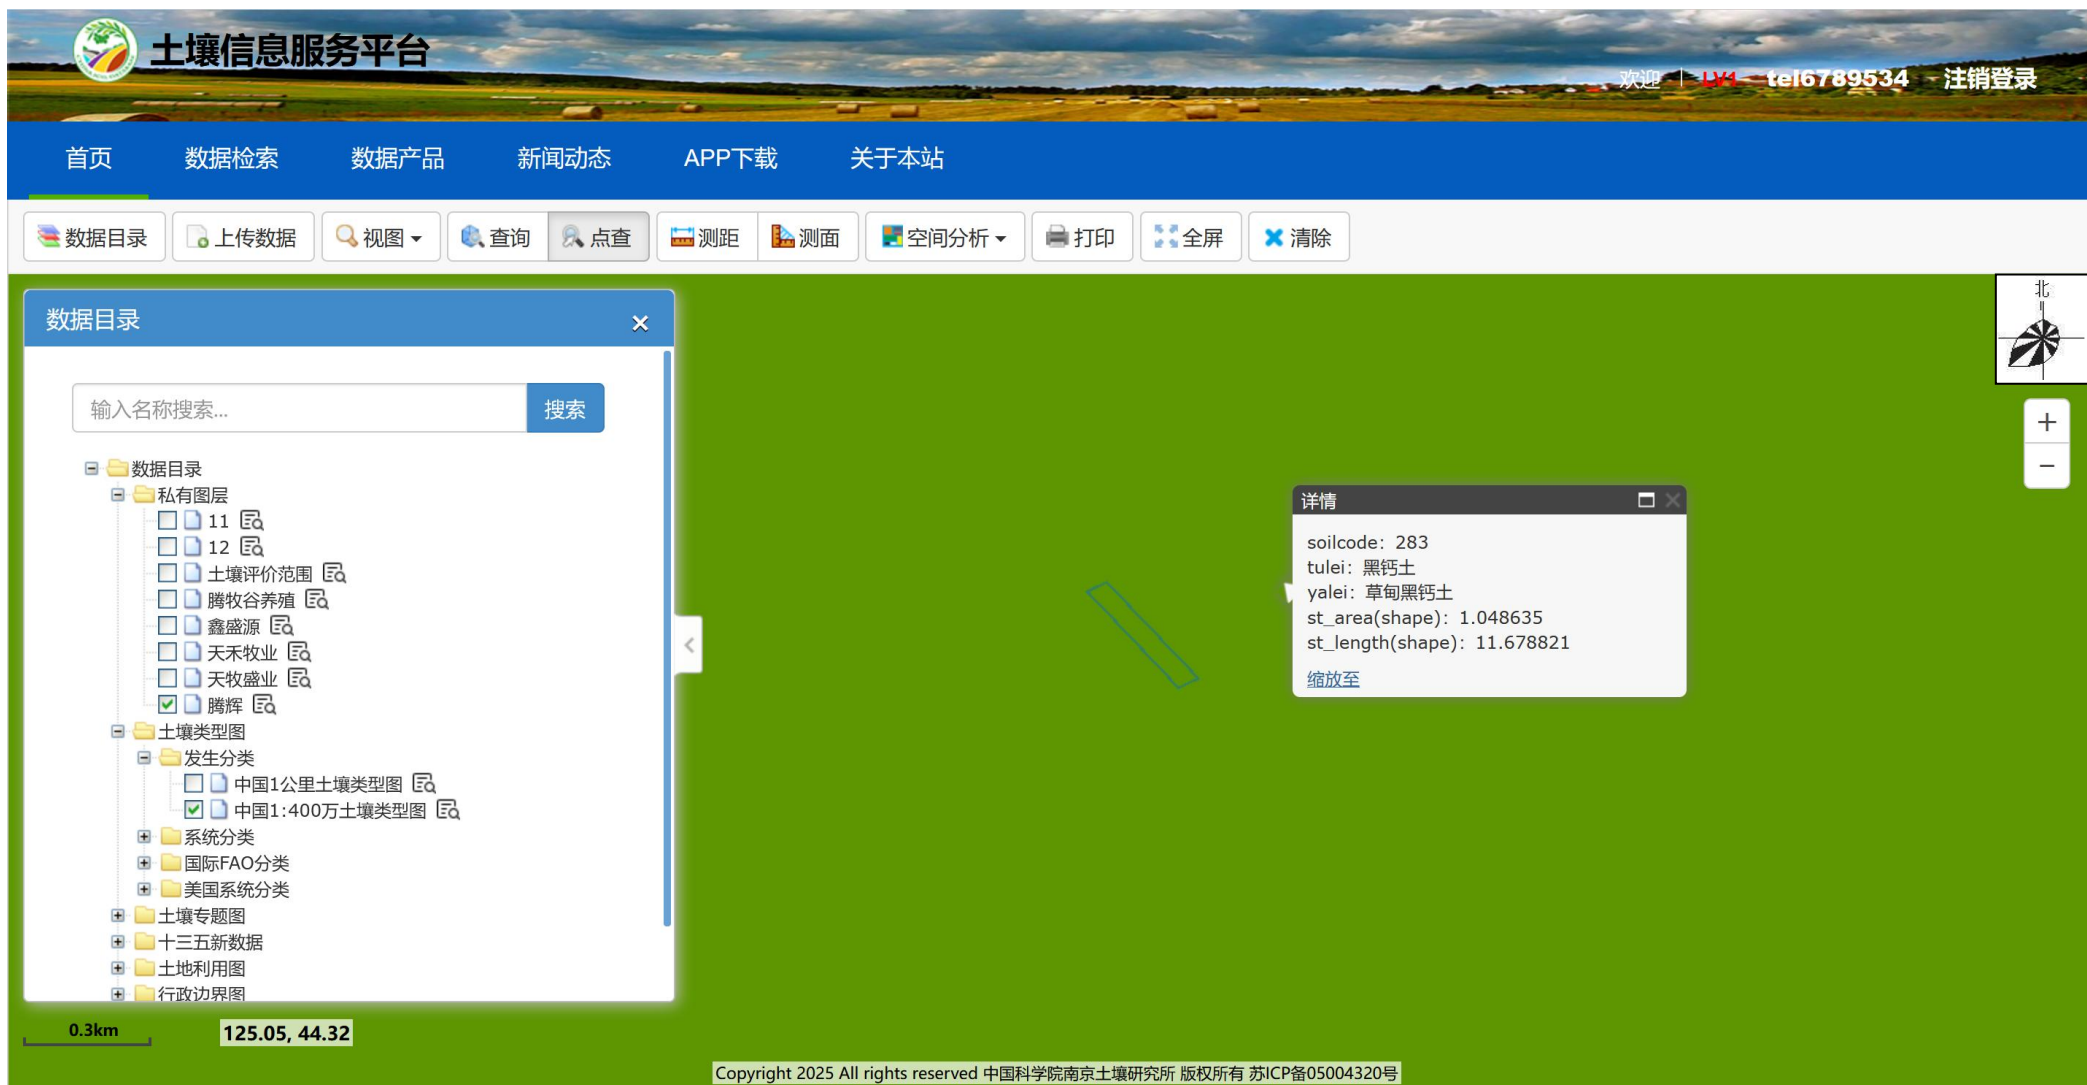 土壤信息服务平台
欢迎 | LV1 tel6789534 注销登录
首页 数据检索 数据产品 新闻动态 APP下载 关于本站
数据目录 上传数据 视图 查询 点查 测距 测面 空间分析 打印 全屏 清除
北
数据目录
输入名称搜索... 搜索
数据目录
私有图层
11
12
土壤评价范围
腾牧谷养殖
鑫盛源
天禾牧业
天牧盛业
腾辉
土壤类型图
发生分类
中国1公里土壤类型图
中国1:400万土壤类型图
系统分类
国际FAO分类
美国系统分类
土壤专题图
十三五新数据
土地利用图
行政边界图
详情
soilcode: 283
tulei: 黑钙土
yalei: 草甸黑钙土
st_area(shape): 1.048635
st_length(shape): 11.678821
缩放至
0.3km
125.05, 44.32
Copyright 2025 All rights reserved 中国科学院南京土壤研究所 版权所有 苏ICP备05004320号